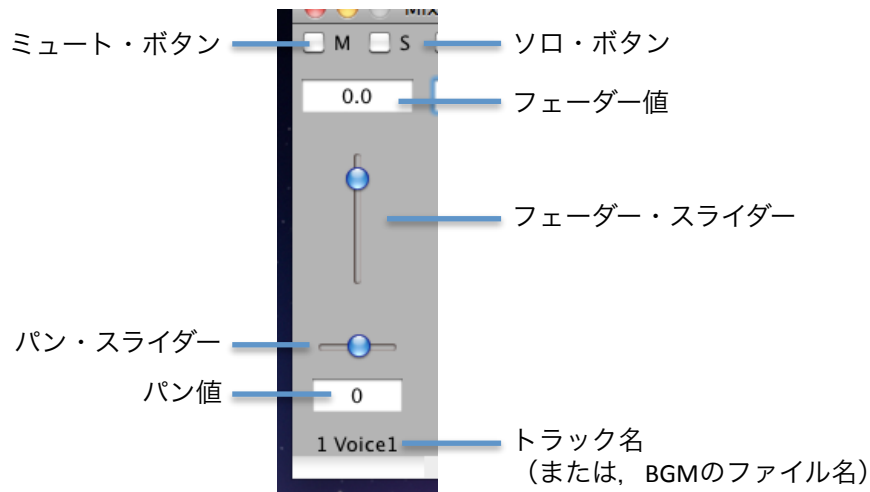 Mix
ミュート・ボタン
M
S
ソロ・ボタン
0.0
フェーダー値
フェーダー・スライダー
パン・スライダー
パン値
0
1 Voice1
トラック名
（または，BGMのファイル名）